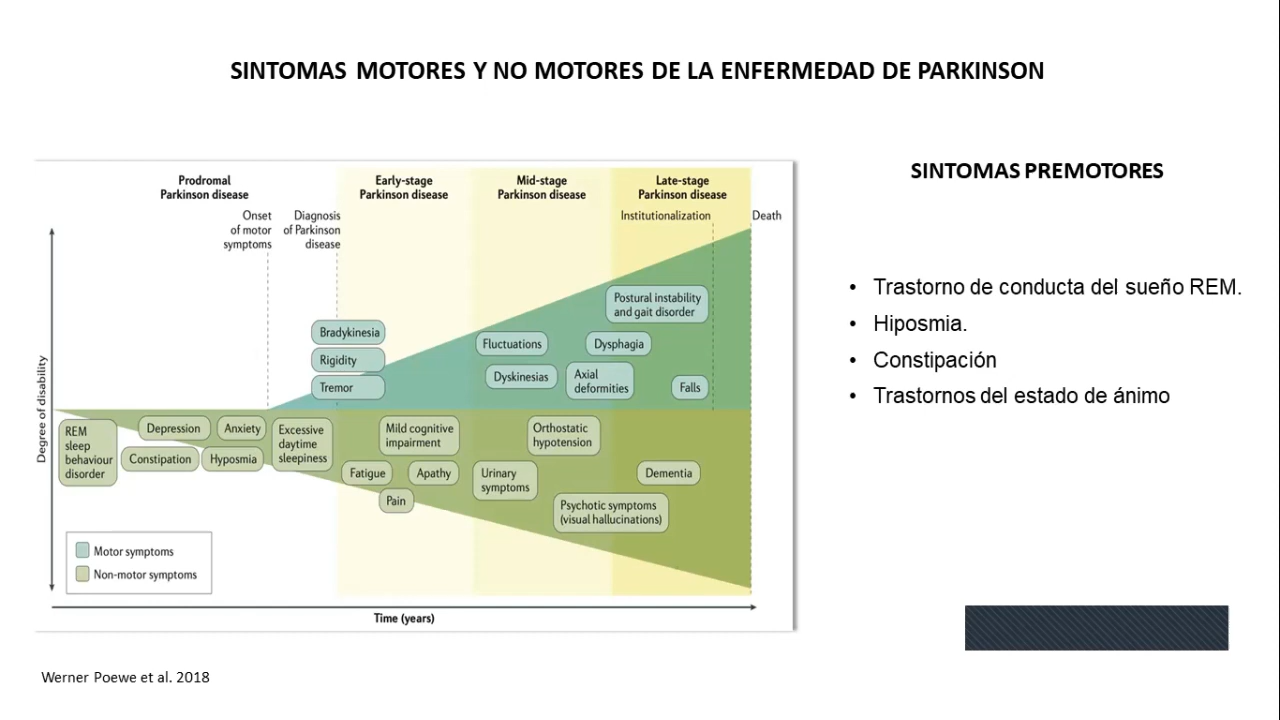 SINTOMAS MOTORES Y NO MOTORES DE LA ENFERMEDAD DE PARKINSON
Prodromal
Parkinson disease
Early-stage
Parkinson disease
Mid-stage
Parkinson disease
Late-stage
Parkinson disease
Onset
of motor
symptoms
Diagnosis
of Parkinson
disease
Institutionalization
Death
Degree of disability
Bradykinesia
Rigidity
Tremor
Fluctuations
Dyskinesias
Postural instability
and gait disorder
Dysphagia
Axial
deformities
Falls
REM
sleep
behaviour
disorder
Depression
Anxiety
Constipation
Hyposmia
Excessive
daytime
sleepiness
Mild cognitive
impairment
Fatigue
Apathy
Pain
Orthostatic
hypotension
Urinary
symptoms
Dementia
Psychotic symptoms
(visual hallucinations)
Motor symptoms
Non-motor symptoms
Time (years)
SINTOMAS PREMOTORES
• Trastorno de conducta del sueño REM.
• Hiposmia.
• Constipación
• Trastornos del estado de ánimo
Werner Poewe et al. 2018